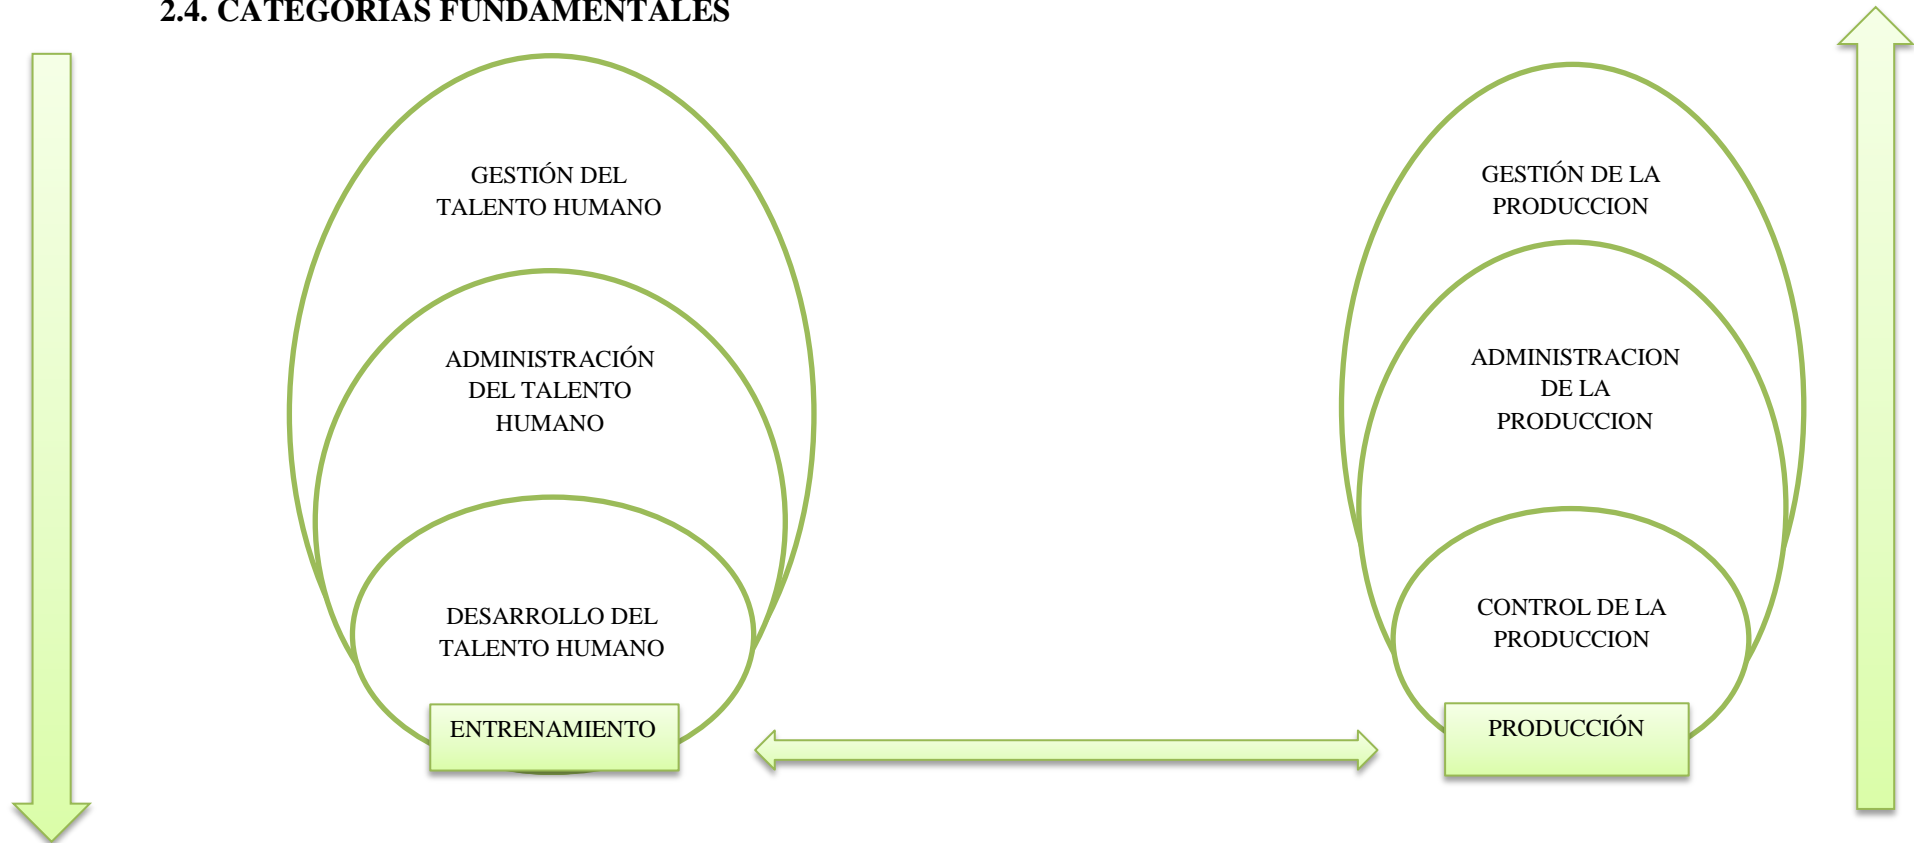 2.4. CATEGORÍAS FUNDAMENTALES
GESTIÓN DEL
TALENTO HUMANO
ADMINISTRACIÓN
DEL TALENTO
HUMANO
DESARROLLO DEL
TALENTO HUMANO
ENTRENAMIENTO
GESTIÓN DE LA
PRODUCCION
ADMINISTRACION
DE LA
PRODUCCION
CONTROL DE LA
PRODUCCION
PRODUCCIÓN